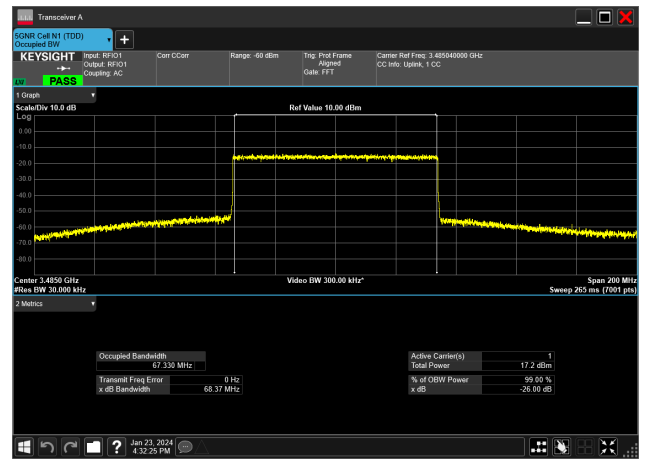 Transceiver A
5GNR Cell N1 (TDD)
Occupied BW
KEYSIGHT
Input: RFIO1
Output: RFIO1
Coupling: AC
Corr CCorr
Range: -60 dBm
Trig: Prot Frame
Aligned
Gate: FFT
Carrier Ref Freq: 3.485040000 GHz
CC Info: Uplink, 1 CC
PASS
1 Graph
Scale/Div 10.0 dB
Ref Value 10.00 dBm
Log
0.00
-10.0
-20.0
-30.0
-40.0
-50.0
-60.0
-70.0
-80.0
Center 3.4850 GHz
Video BW 300.00 kHz*
Span 200 MHz
#Res BW 30.000 kHz
Sweep 265 ms (7001 pts)
2 Metrics
Occupied Bandwidth
67.330 MHz
Transmit Freq Error 0 Hz
x dB Bandwidth 68.37 MHz
Active Carrier(s) 1
Total Power 17.2 dBm
% of OBW Power 99.00 %
x dB -26.00 dB
?
Jan 23, 2024
4:32:25 PM